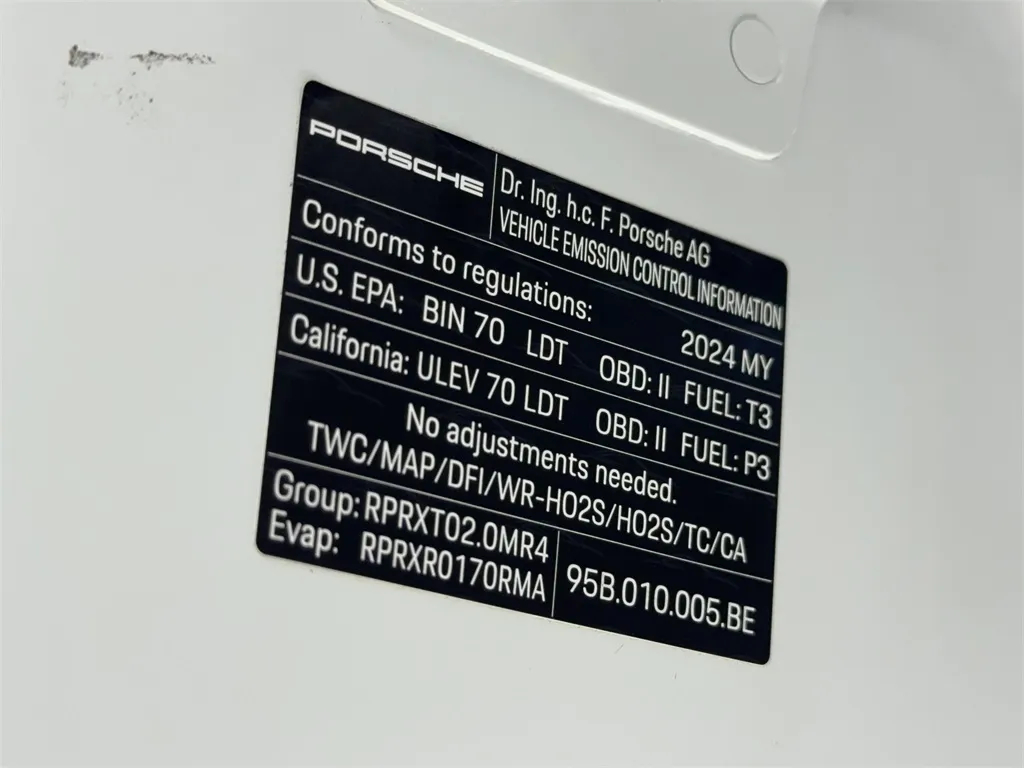 PORSCHE
Dr. Ing. h.c. F. Porsche AG
VEHICLE EMISSION CONTROL INFORMATION
Conforms to regulations: 2024 MY
U.S. EPA: BIN 70 LDT OBD: II FUEL: T3
California: ULEV 70 LDT OBD: II FUEL: P3
No adjustments needed.
TWC/MAP/DFI/WR-HO2S/HO2S/TC/CA
Group: RPRXT02.0MR4
Evap: RPRXR0170RMA
95B.010.005.BE